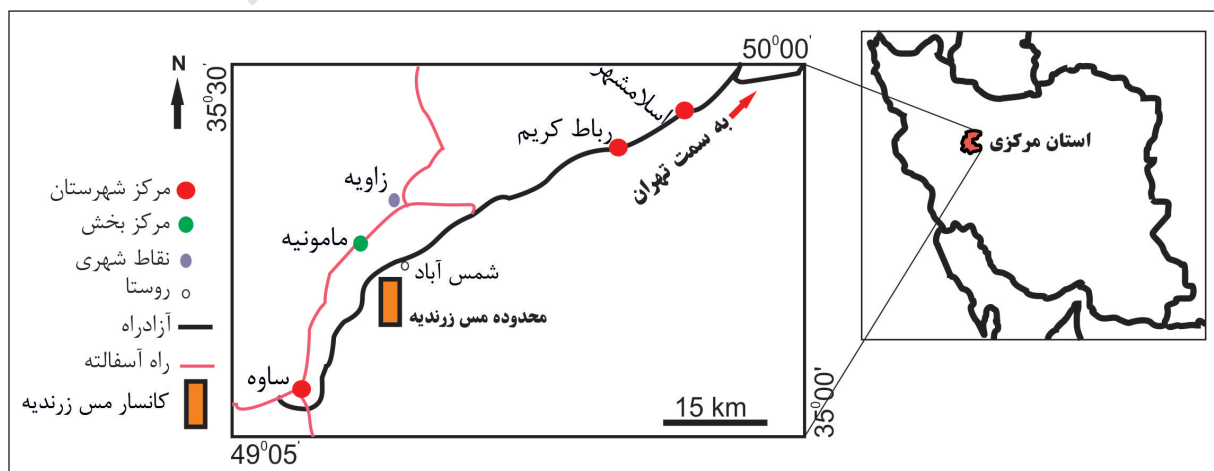 50°00'
35°30'
N
اسلامشهر
رباط کریم
به سمت تهران
استان مرکزی
زاویه
مرکز شهرستان
مرکز بخش
مامونیه
نقاط شهری
شمس آباد
روستا
محدوده مس زرندیه
آزادراه
راه آسفالته
ساوه
کانسار مس زرندیه
15 km
35°00'
49°05'